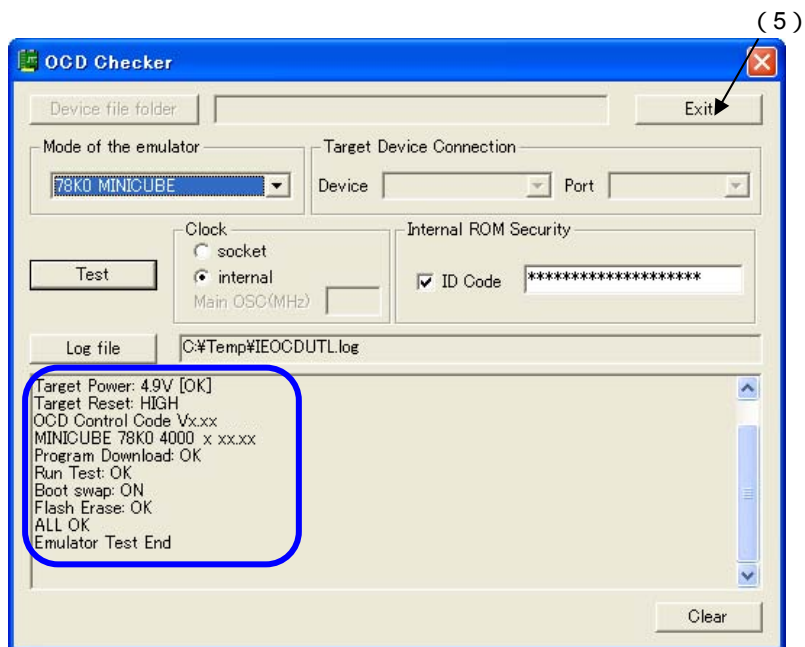 (5)
OCD Checker
Device file folder
Exit
Mode of the emulator
Target Device Connection
78K0 MINICUBE
Device
Port
Clock
Internal ROM Security
socket
Test
internal
ID Code
********************
Main OSC(MHz)
Log file
C:¥Temp¥IEOCDUTL.log
Target Power: 4.9V [OK]
Target Reset: HIGH
OCD Control Code Vx.xx
MINICUBE 78K0 4000 x xx.xx
Program Download: OK
Run Test: OK
Boot swap: ON
Flash Erase: OK
ALL OK
Emulator Test End
Clear